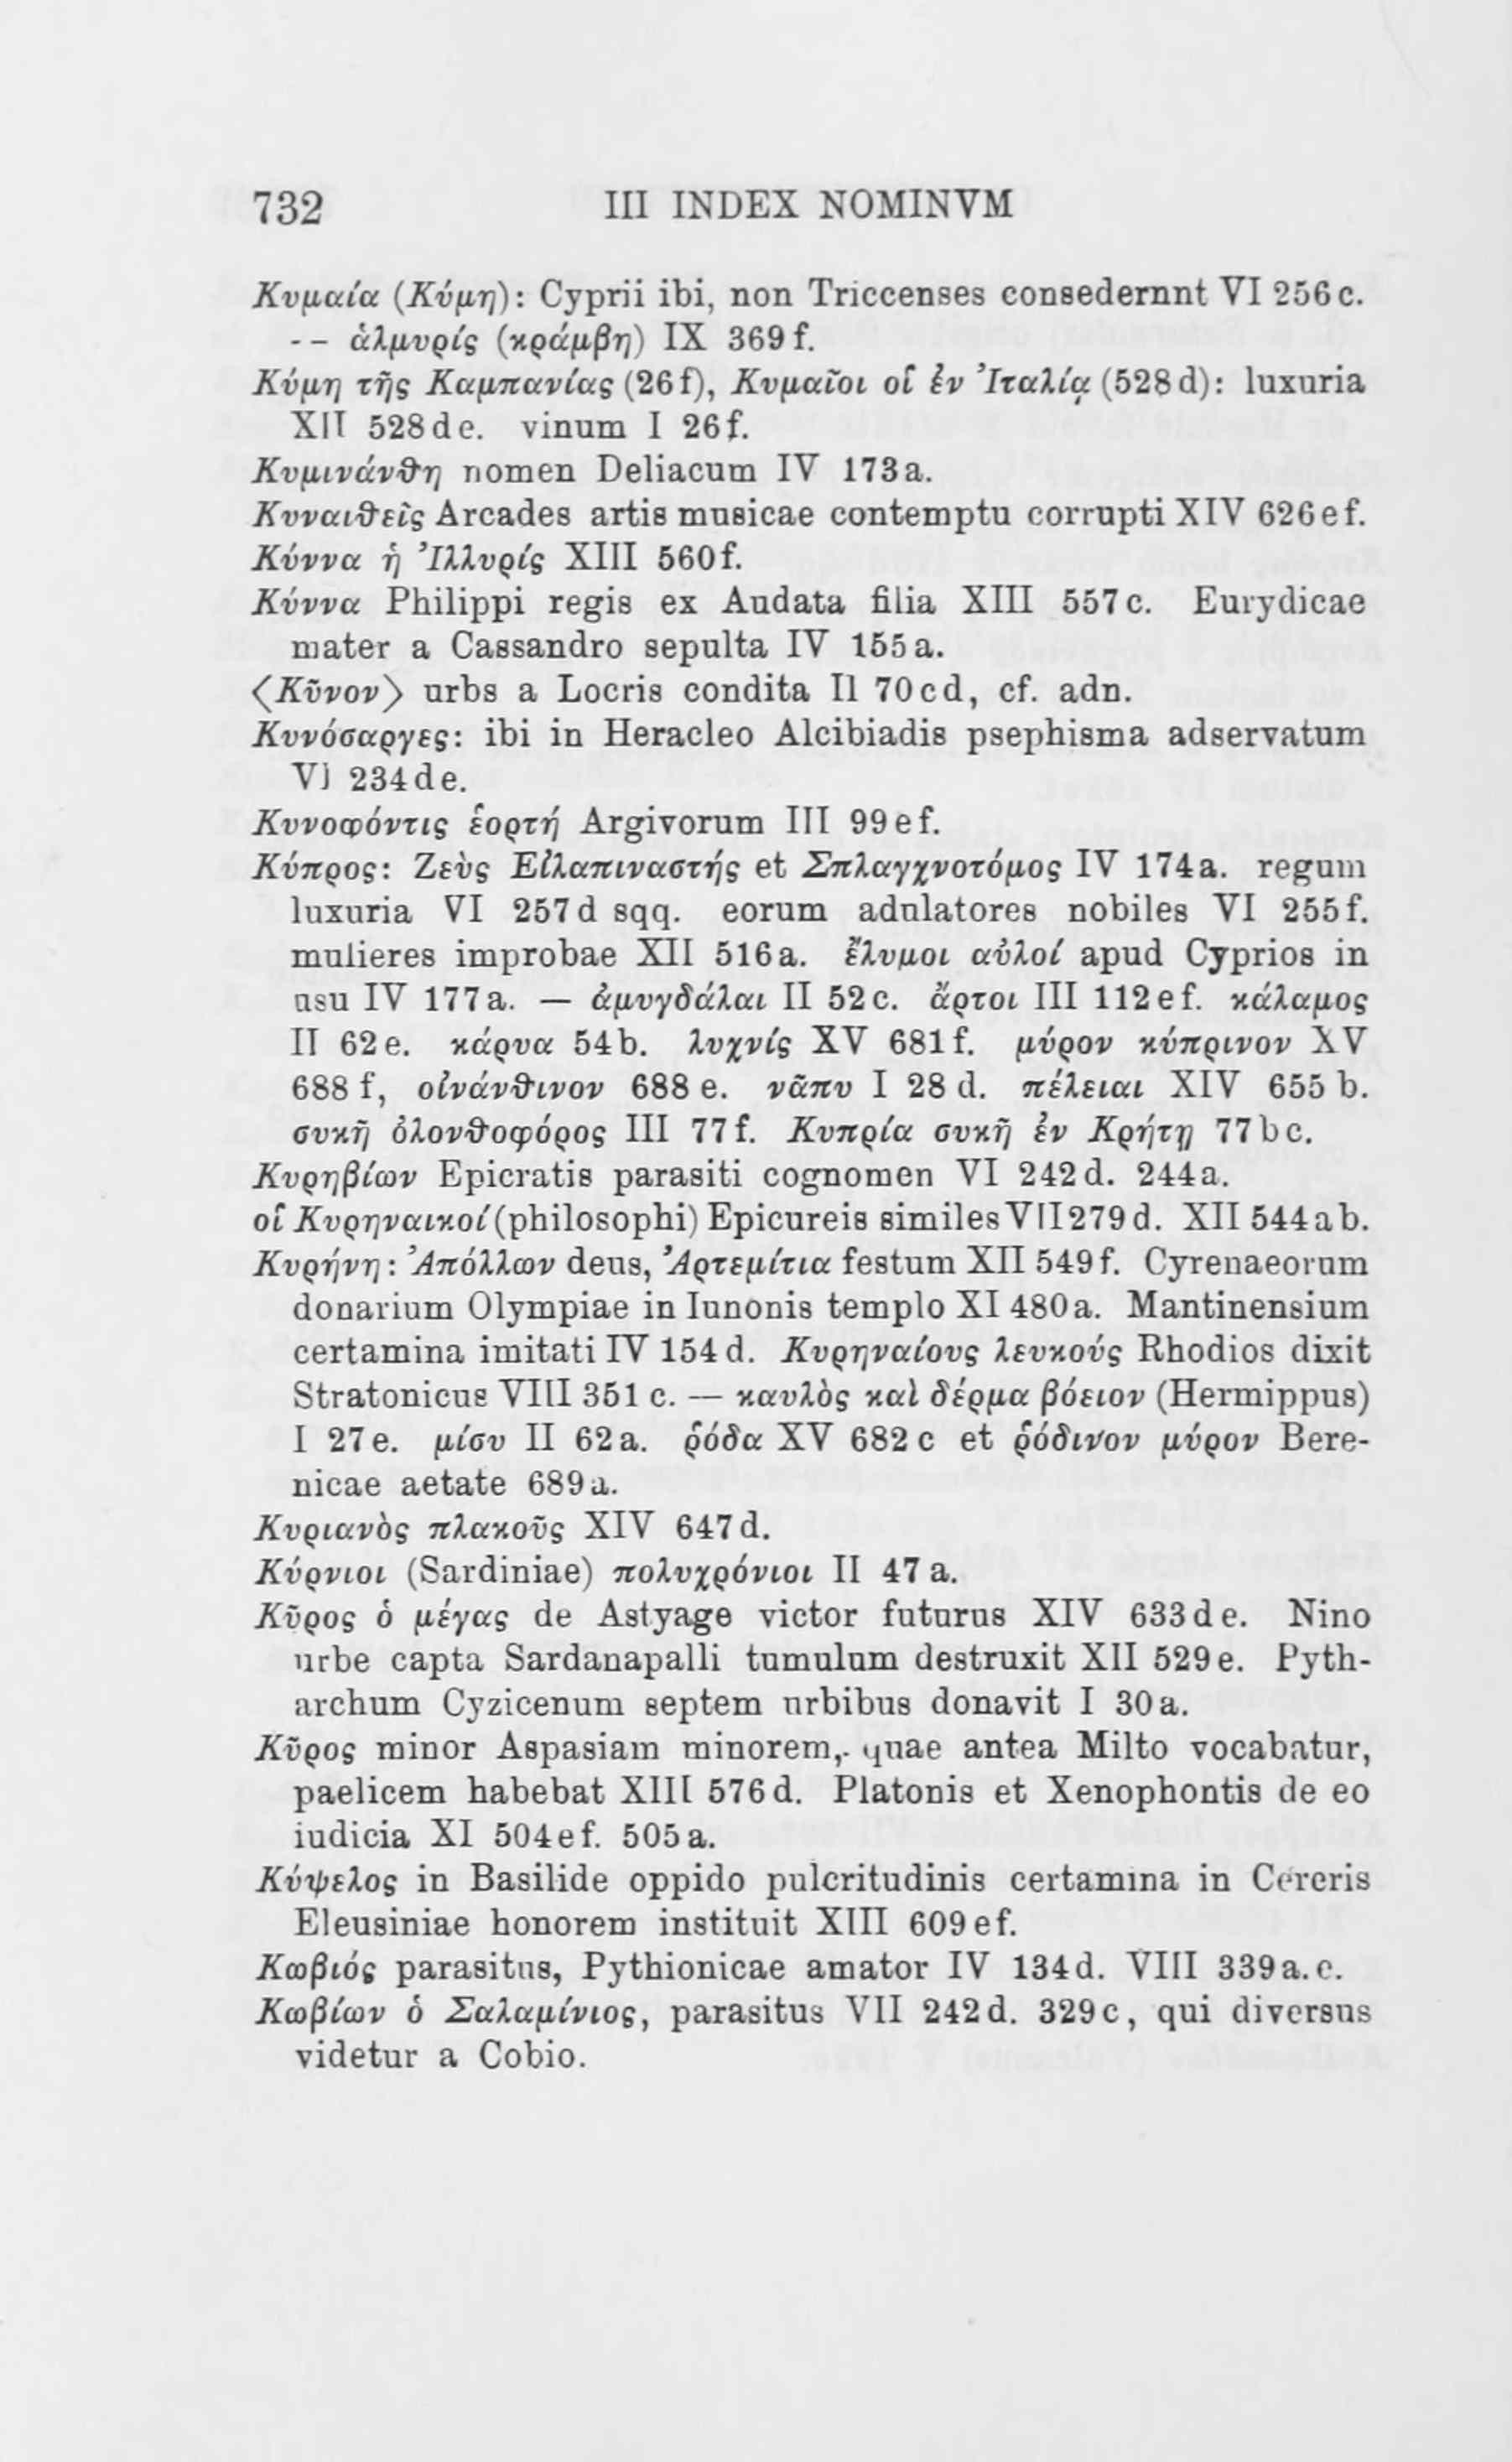 732 III INDEX NOMINVM
Κυμαία (Κύμη): Cyprii ibi, non Triccenses consedernnt VI 256c.
-- ἁλμυρίς (κράμβη) IX 369f.
Κύμη τῆς Καμπανίας (26f), Κυμαῖοι οἱ ἐν Ἰταλίᾳ (528d): luxuria
XII 528de. vinum I 26f.
Κυμινάνθη nomen Deliacum IV 173a.
Κυναιθεῖς Arcades artis musicae contemptu corrupti XIV 626ef.
Κύννα ἡ Ἰλλυρίς XIII 560f.
Κύννα Philippi regis ex Audata filia XIII 557c. Eurydicae
mater a Cassandro sepulta IV 155a.
⟨Κῦνον⟩ urbs a Locris condita II 70cd, cf. adn.
Κυνόσαργες: ibi in Heracleo Alcibiadis psephisma adservatum
VI 234de.
Κυνοφόντις ἑορτή Argivorum III 99ef.
Κύπρος: Ζεὺς Εἰλαπιναστής et Σπλαγχνοτόμος IV 174a. regum
luxuria VI 257d sqq. eorum adulatores nobiles VI 255f.
mulieres improbae XII 516a. ἔλυμοι αὐλοί apud Cyprios in
usu IV 177a. — ἀμυγδάλαι II 52c. ἄρτοι III 112ef. κάλαμος
II 62e. κάρυα 54b. λυχνίς XV 681f. μύρον κύπρινον XV
688f, οἰνάνθινον 688e. νᾶπυ I 28d. πέλειαι XIV 655b.
συκῆ ὀλονθοφόρος III 77f. Κυπρία συκῆ ἐν Κρήτῃ 77bc.
Κυρηβίων Epicratis parasiti cognomen VI 242d. 244a.
οἱ Κυρηναικοί (philosophi) Epicureis similes VII 279d. XII 544ab.
Κυρήνη: Ἀπόλλων deus, Ἀρτεμίτια festum XII 549f. Cyrenaeorum
donarium Olympiae in Iunonis templo XI 480a. Mantinensium
certamina imitati IV 154d. Κυρηναίους λευκούς Rhodios dixit
Stratonicus VIII 351c. — καυλὸς καὶ δέρμα βόειον (Hermippus)
I 27e. μίσυ II 62a. ῥόδα XV 682c et ῥόδινον μύρον Bere-
nicae aetate 689a.
Κυριανὸς πλακοῦς XIV 647d.
Κύρνιοι (Sardiniae) πολυχρόνιοι II 47a.
Κῦρος ὁ μέγας de Astyage victor futurus XIV 633de. Nino
urbe capta Sardanapalli tumulum destruxit XII 529e. Pyth-
archum Cyzicenum septem urbibus donavit I 30a.
Κῦρος minor Aspasiam minorem, quae antea Milto vocabatur,
paelicem habebat XIII 576d. Platonis et Xenophontis de eo
iudicia XI 504ef. 505a.
Κύψελος in Basilide oppido pulcritudinis certamina in Cereris
Eleusiniae honorem instituit XIII 609ef.
Κωβιός parasitus, Pythionicae amator IV 134d. VIII 339a.c.
Κωβίων ὁ Σαλαμίνιος, parasitus VII 242d. 329c, qui diversus
videtur a Cobio.